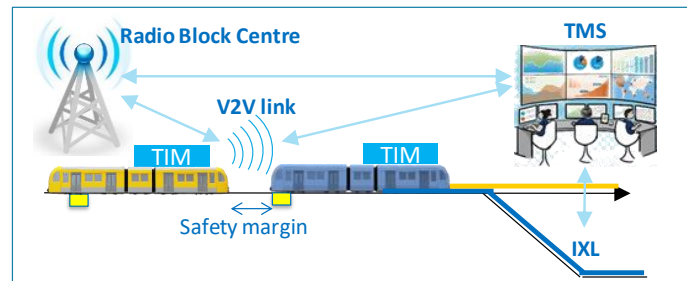 Radio Block Centre
TMS
V2V link
TIM
TIM
Safety margin
IXL